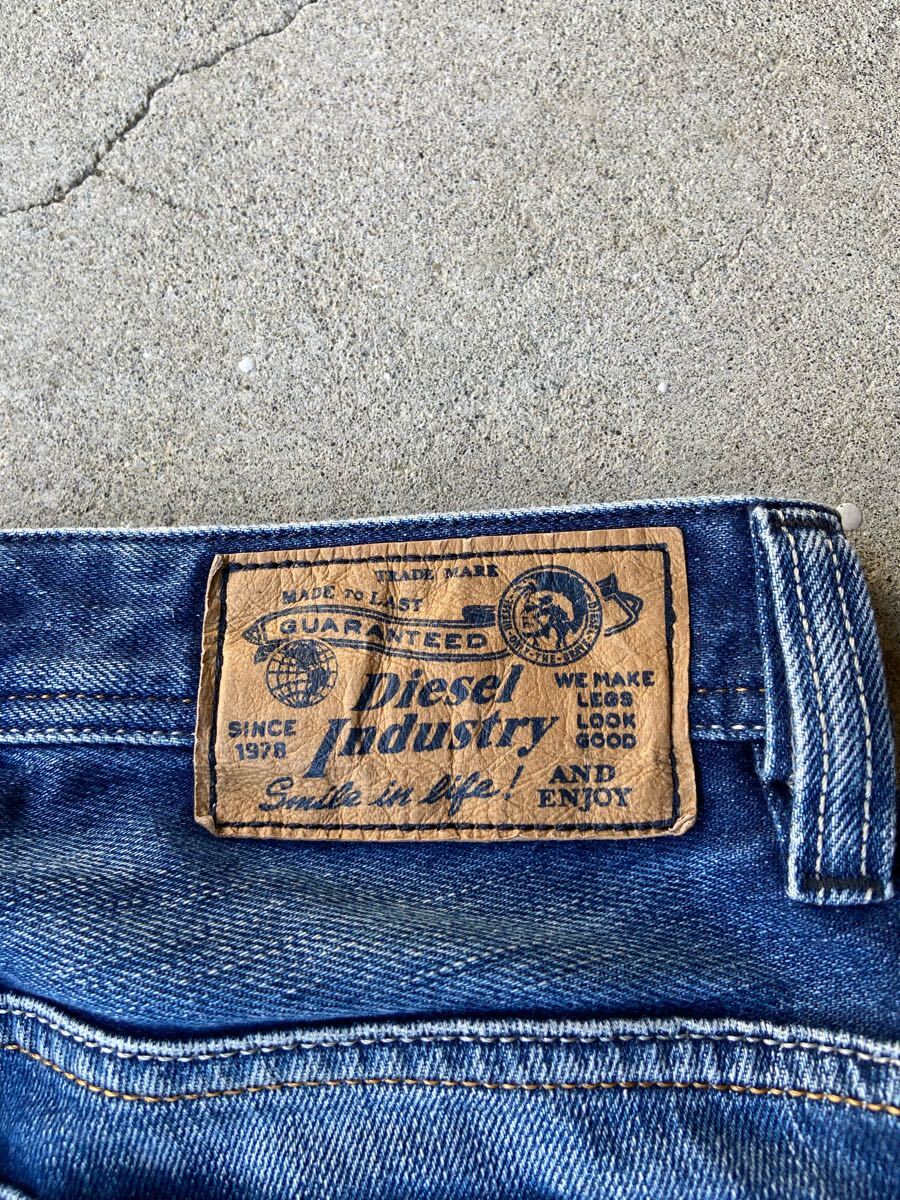 TRADE MARK
MADE TO LAST
GUARANTEED
Diesel
Industry
SINCE
1978
WE MAKE
LEGS
LOOK
GOOD
Smile in life!
AND
ENJOY